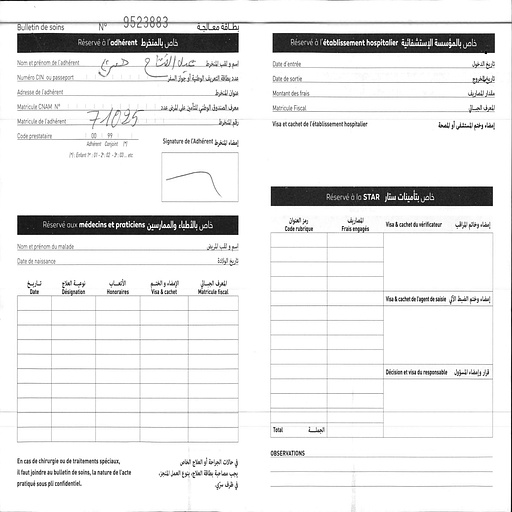 Bulletin de soins N° 9523883 بطاقة معالجة
Réservé à l'adhérent خاص بالمنخرط
Nom et prénom de l'adhérent إسم و لقب المنخرط
Numéro CIN ou passeport عدد بطاقة التعريف الوطنية أو جواز السفر
Adresse de l'adhérent عنوان المنخرط
Matricule CNAM N° معرف الصندوق الوطني للتأمين على المرض عدد
Matricule de l'adhérent 71095 رقم المنخرط
Code prestataire 00 99
Adhérent Conjoint (*)
(*) : Enfant 1er : 01 - 2 : 02 - 3 : 03 ... etc
Signature de l'Adhérent إمضاء المنخرط
Réservé aux médecins et praticiens خاص بالأطباء والممارسين
Nom et prénom du malade اسم و لقب المريض
Date de naissance تاريخ الولادة
تاريخ نوعية العلاج الأتعاب الإمضاء و الختم المعرف الجبائي
Date Désignation Honoraires Visa & cachet Matricule fiscal
En cas de chirurgie ou de traitements spéciaux,
il faut joindre au bulletin de soins, la nature de l'acte
pratiqué sous pli confidentiel.
في حالات الجراحة أو العلاج الخاص
يجب مصاحبة بطاقة العلاج، بنوع العمل المنجز،
في ظرف سري.
Réservé à l'établissement hospitalier خاص بالمؤسسة الإستشفائية
Date d'entrée تاريخ الدخول
Date de sortie تاريخ الخروج
Montant des frais مقدار المصاريف
Matricule Fiscal المعرف الجبائي
Visa et cachet de l'établissement hospitalier إمضاء وختم المستشفى أو المصحة
Réservé à la STAR خاص بتأمينات ستار
رمز العنوان المصاريف
Code rubrique Frais engagés
Visa & cachet du vérificateur إمضاء وخاتم المراقب
Visa & cachet de l'agent de saisie إمضاء وختم الضبط الآلي
Décision et visa du responsable قرار وإمضاء المسؤول
Total الجملة
OBSERVATIONS